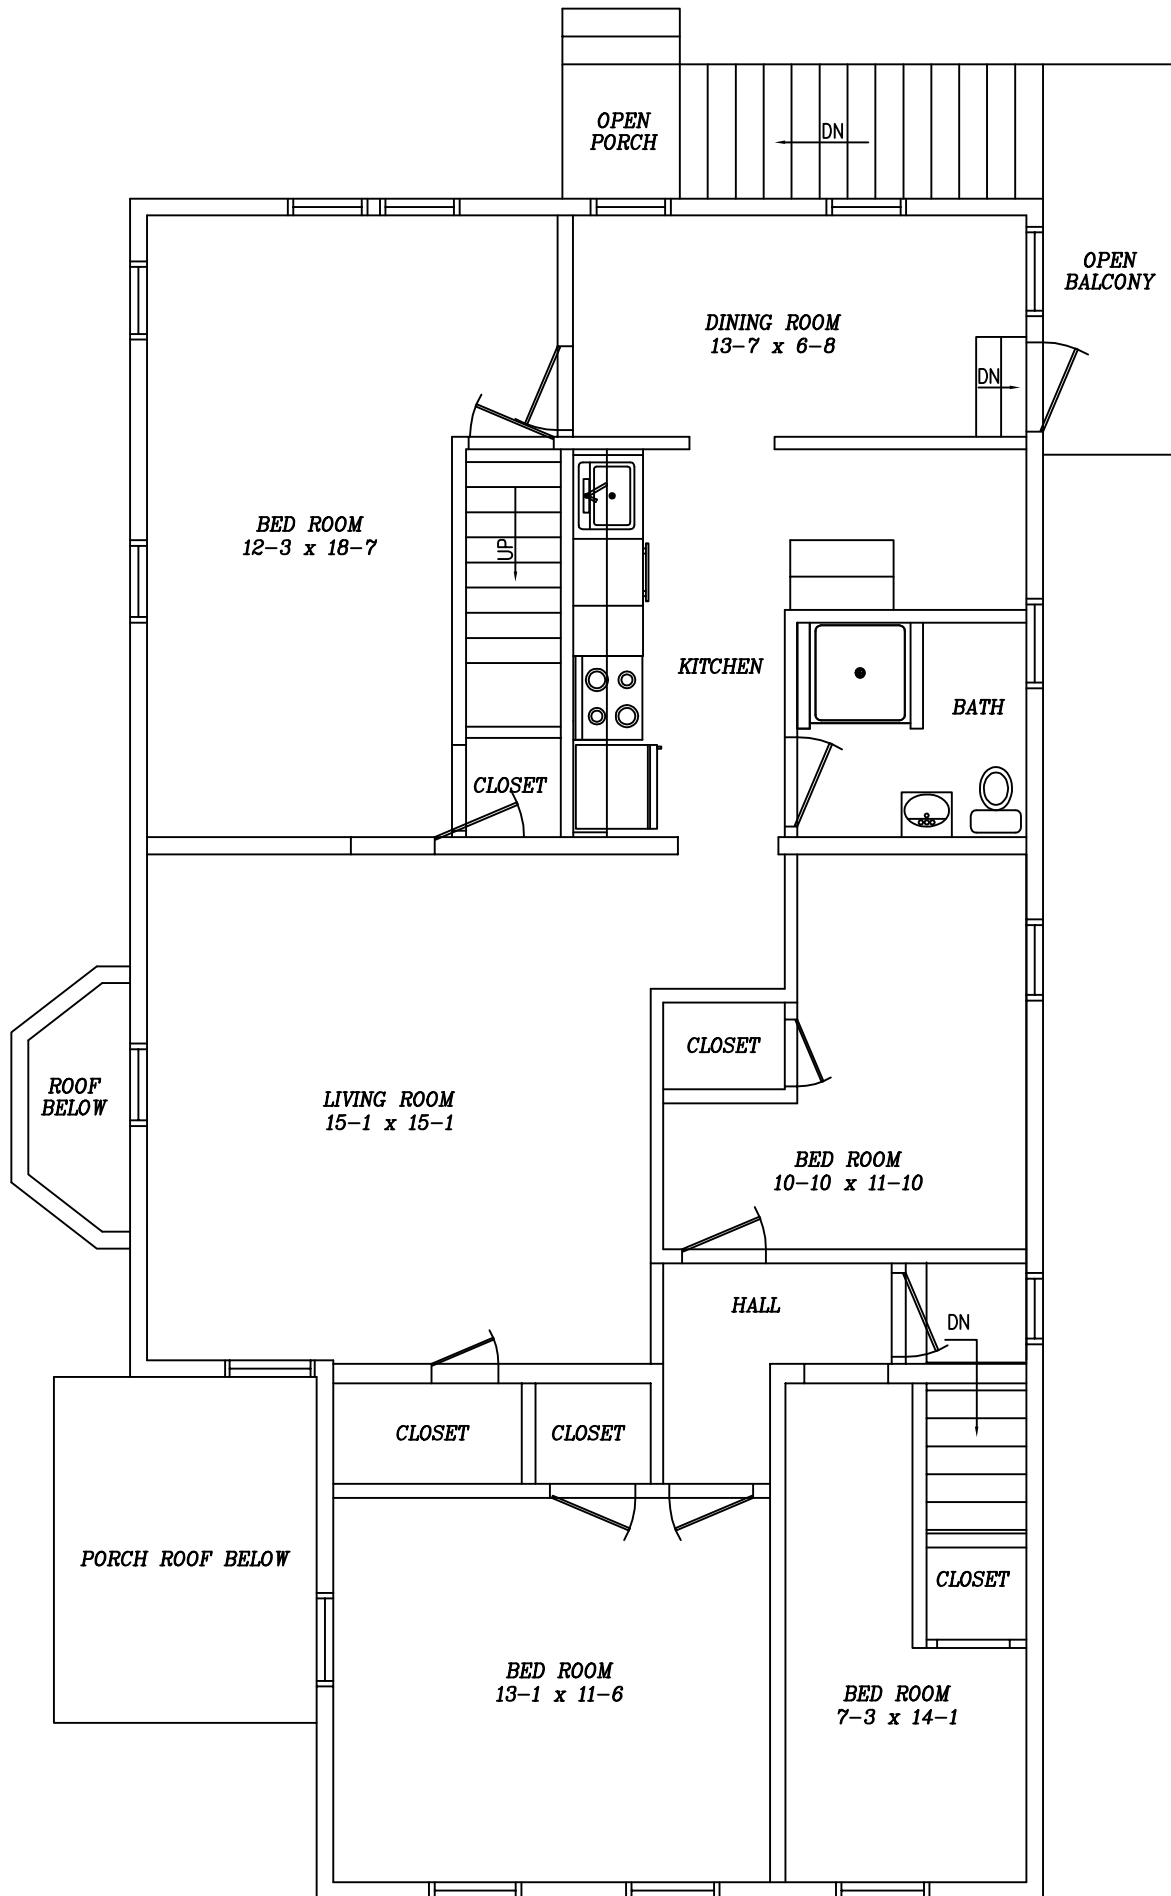 OPEN
PORCH
DN
OPEN
BALCONY
DINING ROOM
13-7 x 6-8
DN
BED ROOM
12-3 x 18-7
UP
KITCHEN
BATH
CLOSET
CLOSET
ROOF
BELOW
LIVING ROOM
15-1 x 15-1
BED ROOM
10-10 x 11-10
HALL
DN
CLOSET
CLOSET
PORCH ROOF BELOW
CLOSET
BED ROOM
13-1 x 11-6
BED ROOM
7-3 x 14-1